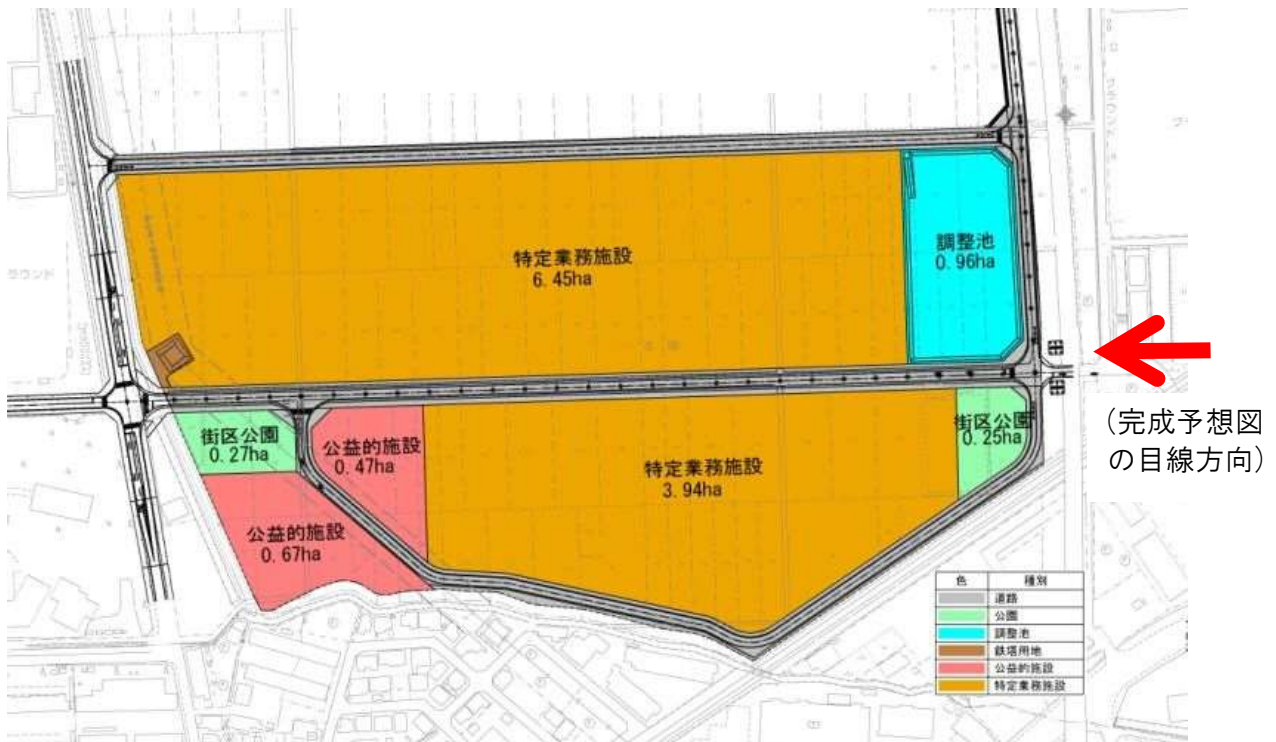 特定業務施設
6.45ha
調整池
0.96ha
(完成予想図
の目線方向)
街区公園
0.27ha
公益的施設
0.47ha
特定業務施設
3.94ha
街区公園
0.25ha
公益的施設
0.67ha
色 種別
道路
公園
調整池
鉄塔用地
公益的施設
特定業務施設